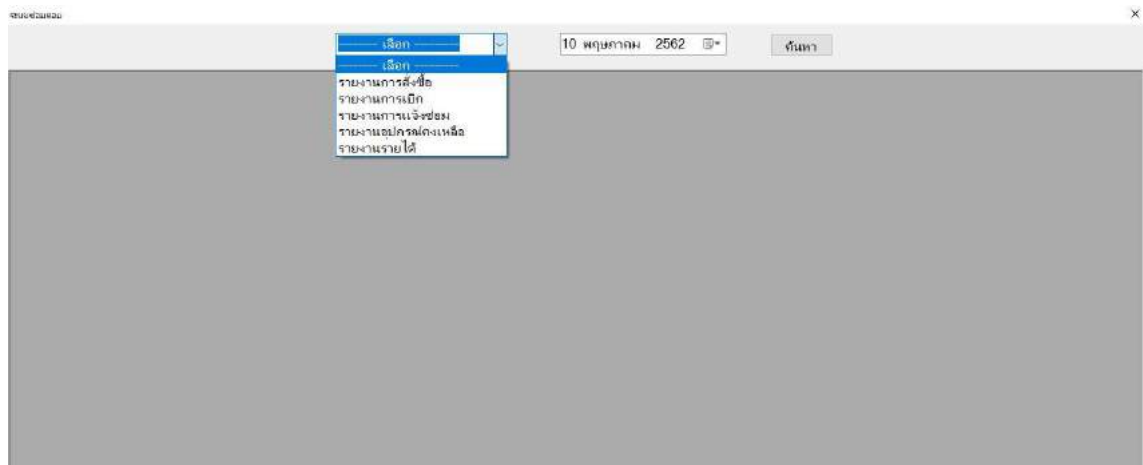 -------- เลือก --------
10 พฤษภาคม 2562
ค้นหา
-------- เลือก --------
รายงานการสั่งซื้อ
รายงานการเบิก
รายงานการแจ้งซ่อม
รายงานอุปกรณ์คงเหลือ
รายงานรายได้